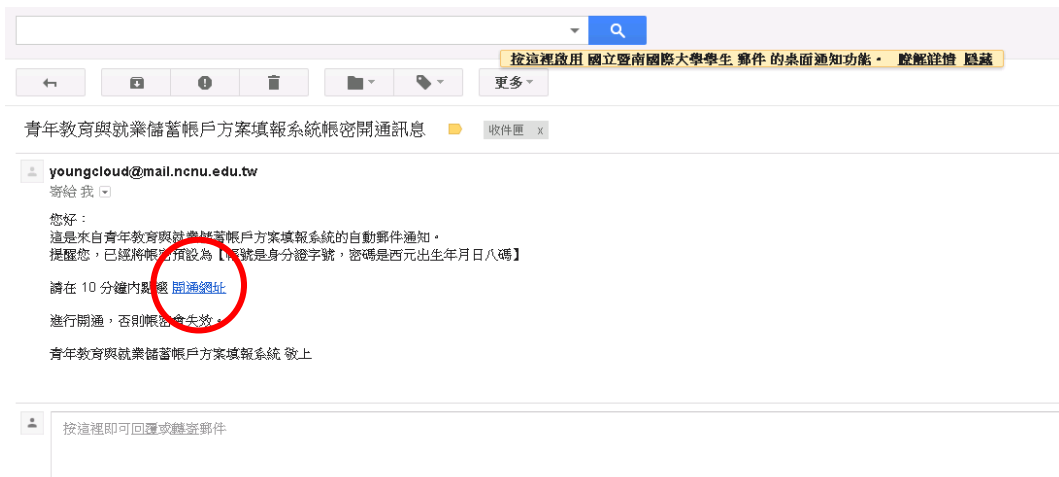 按這裡啟用 國立暨南國際大學學生 郵件 的桌面通知功能。 瞭解詳情 隱藏
更多
青年教育與就業儲蓄帳戶方案填報系統帳密開通訊息 收件匣 x
youngcloud@mail.ncnu.edu.tw
寄給 我
您好：
這是來自青年教育與就業儲蓄帳戶方案填報系統的自動郵件通知。
提醒您，已經將帳密預設為【帳號是身分證字號，密碼是西元出生年月日八碼】
請在 10 分鐘內點選 開通網址
進行開通，否則帳密會失效。
青年教育與就業儲蓄帳戶方案填報系統 敬上
按這裡即可回覆或轉寄郵件